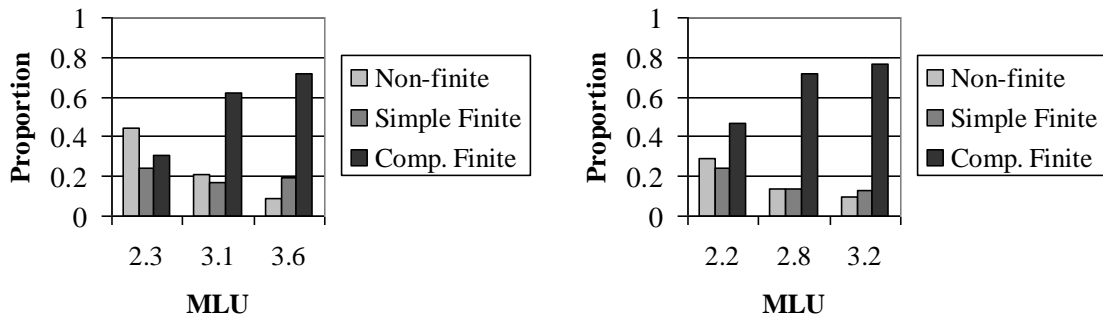 1
0.8
0.6
0.4
0.2
0
Proportion
2.3 3.1 3.6
MLU
Non-finite
Simple Finite
Comp. Finite
1
0.8
0.6
0.4
0.2
0
Proportion
2.2 2.8 3.2
MLU
Non-finite
Simple Finite
Comp. Finite